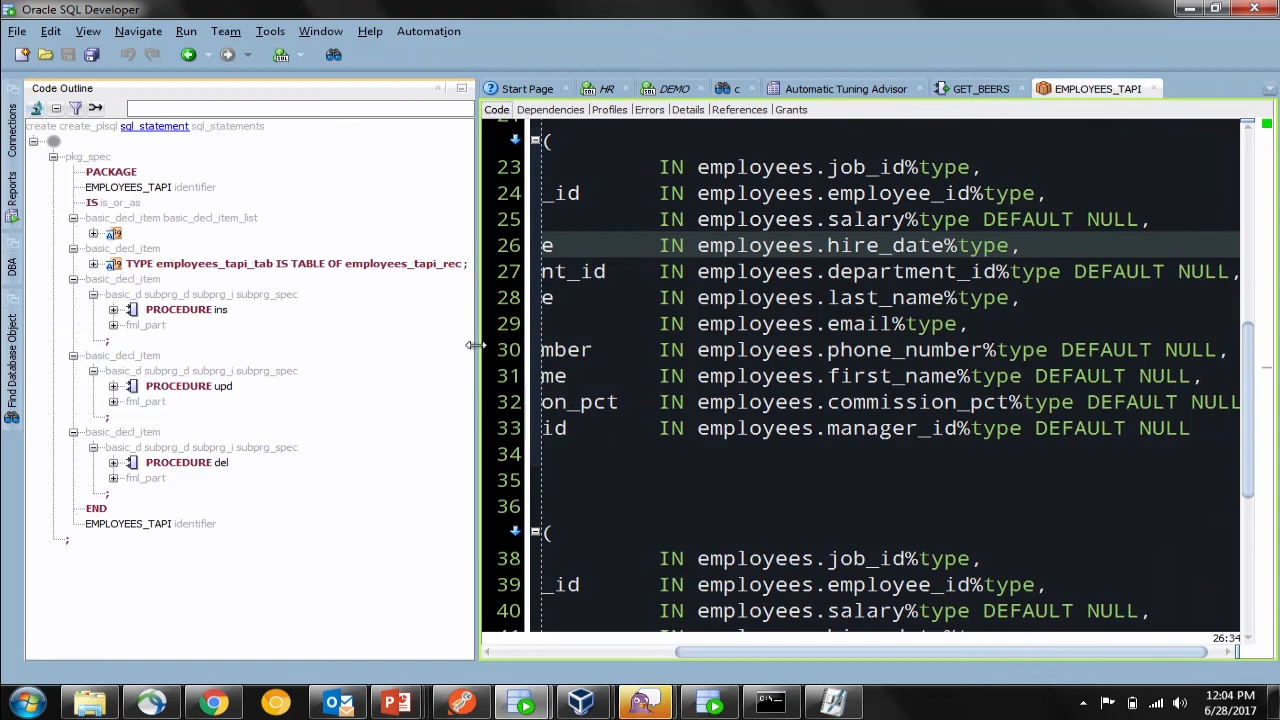 Oracle SQL Developer
File Edit View Navigate Run Team Tools Window Help Automation
Code Outline
Start Page HR DEMO c Automatic Tuning Advisor GET_BEERS EMPLOYEES_TAPI
Code Dependencies Profiles Errors Details References Grants
Connections
Reports
DBA
Find Database Object
create create_plsql sql_statement sql_statements
pkg_spec
PACKAGE
EMPLOYEES_TAPI identifier
IS is_or_as
basic_decl_item basic_decl_item_list
basic_decl_item
TYPE employees_tapi_tab IS TABLE OF employees_tapi_rec ;
basic_decl_item
basic_d subprg_d subprg_i subprg_spec
PROCEDURE ins
fml_part
;
basic_decl_item
basic_d subprg_d subprg_i subprg_spec
PROCEDURE upd
fml_part
;
basic_decl_item
basic_d subprg_d subprg_i subprg_spec
PROCEDURE del
fml_part
;
END
EMPLOYEES_TAPI identifier
;
(
23 IN employees.job_id%type,
24 _id IN employees.employee_id%type,
25 IN employees.salary%type DEFAULT NULL,
26 e IN employees.hire_date%type,
27 nt_id IN employees.department_id%type DEFAULT NULL,
28 e IN employees.last_name%type,
29 IN employees.email%type,
30 mber IN employees.phone_number%type DEFAULT NULL,
31 me IN employees.first_name%type DEFAULT NULL,
32 on_pct IN employees.commission_pct%type DEFAULT NULL
33 id IN employees.manager_id%type DEFAULT NULL
34
35
36
(
38 IN employees.job_id%type,
39 _id IN employees.employee_id%type,
40 IN employees.salary%type DEFAULT NULL,
26:34
12:04 PM
6/28/2017